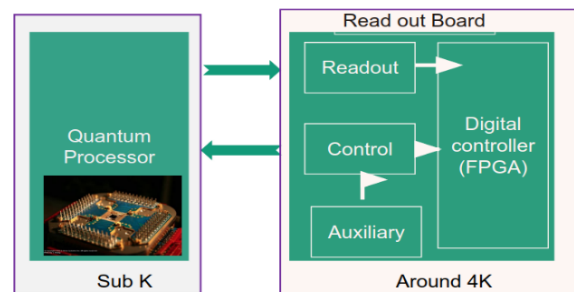 Read out Board
Quantum
Processor
Sub K
Readout
Control
Auxiliary
Digital
controller
(FPGA)
Around 4K